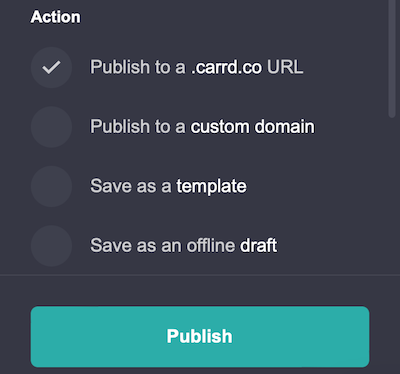 Action
Publish to a .carrd.co URL
Publish to a custom domain
Save as a template
Save as an offline draft
Publish